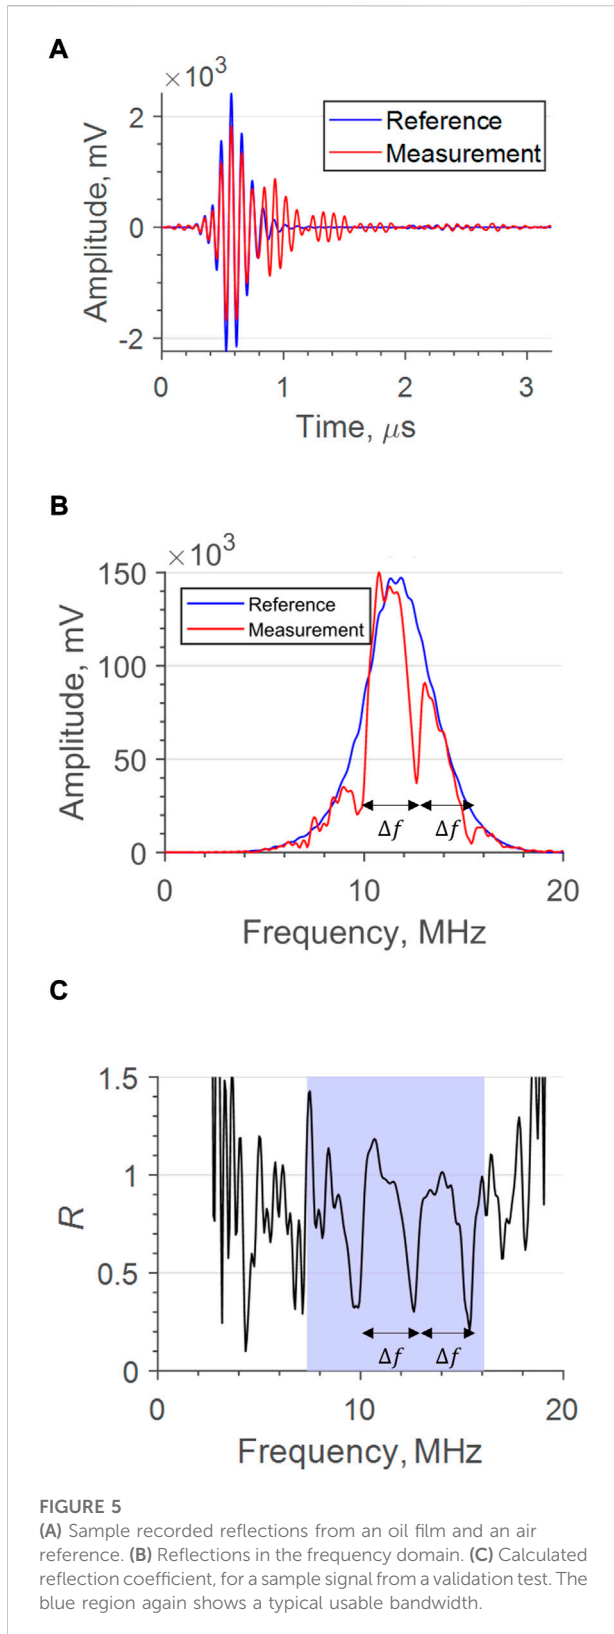 A
×10³
2
0
-2
Amplitude, mV
Reference
Measurement
0 1 2 3
Time, μs
B
×10³
150
100
50
0
Amplitude, mV
Reference
Measurement
Δf Δf
0 10 20
Frequency, MHz
C
1.5
1
0.5
0
R
Δf Δf
0 10 20
Frequency, MHz
FIGURE 5
(A) Sample recorded reflections from an oil film and an air
reference. (B) Reflections in the frequency domain. (C) Calculated
reflection coefficient, for a sample signal from a validation test. The
blue region again shows a typical usable bandwidth.